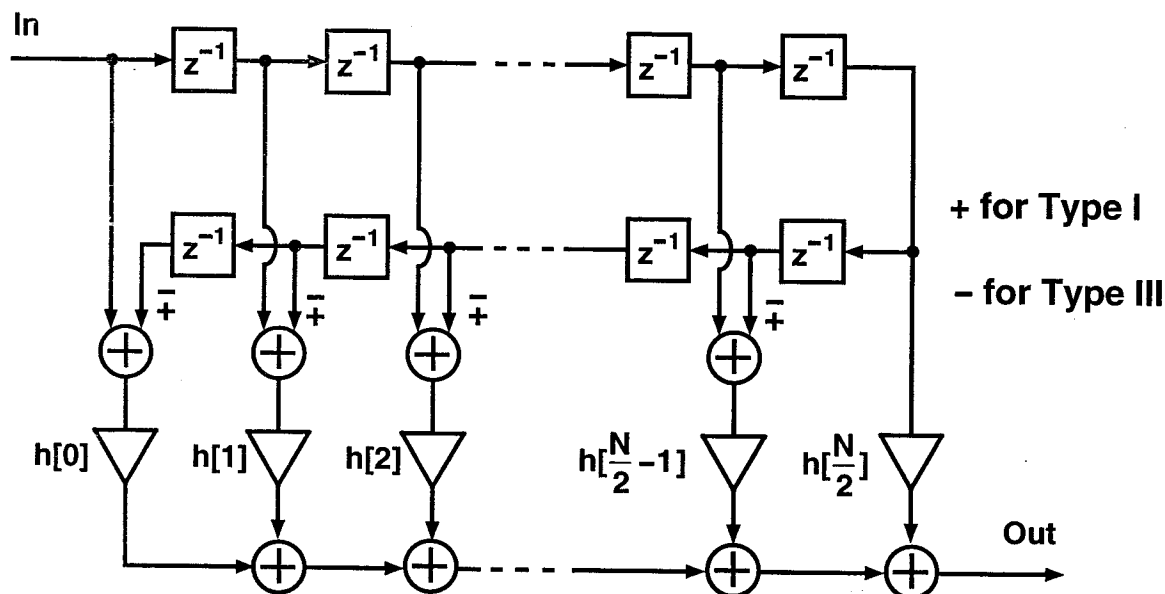 In
z⁻¹ z⁻¹ z⁻¹ z⁻¹
+ for Type I
z⁻¹ z⁻¹ z⁻¹ z⁻¹
− for Type III
∓ ∓ ∓ ∓
+ + + +
h[0] h[1] h[2] h[N/2 −1] h[N/2]
Out
+ + + +